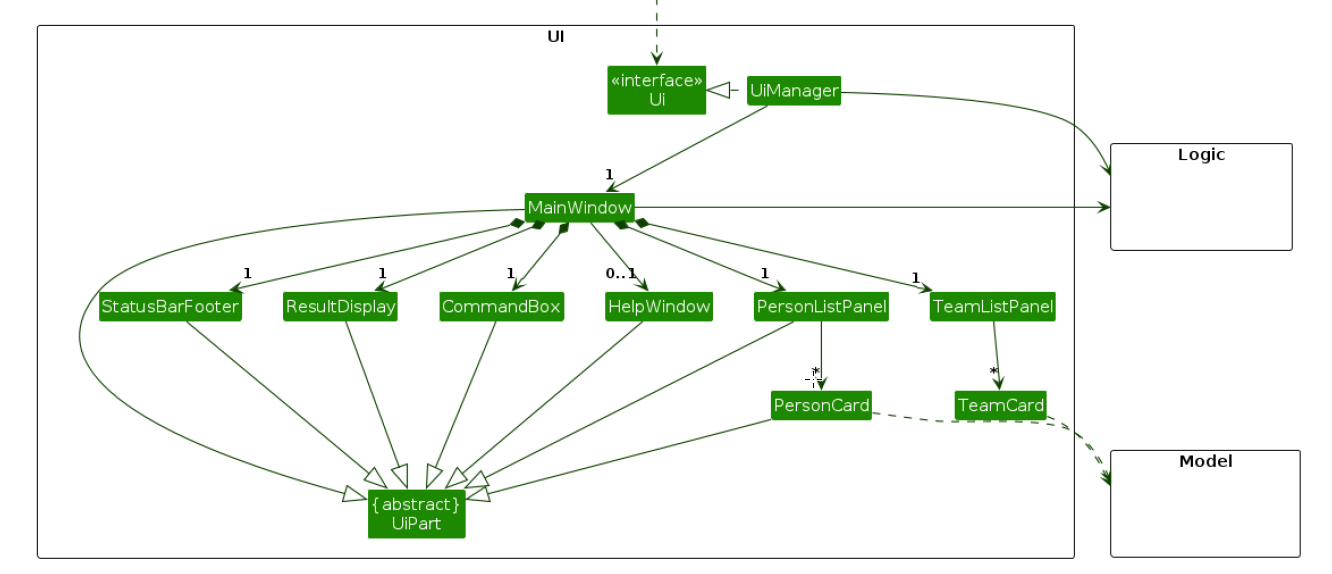 UI
«interface»
Ui
UiManager
Logic
1
MainWindow
1
1
1
0..1
1
1
StatusBarFooter
ResultDisplay
CommandBox
HelpWindow
PersonListPanel
TeamListPanel
*
*
PersonCard
TeamCard
Model
{abstract}
UiPart